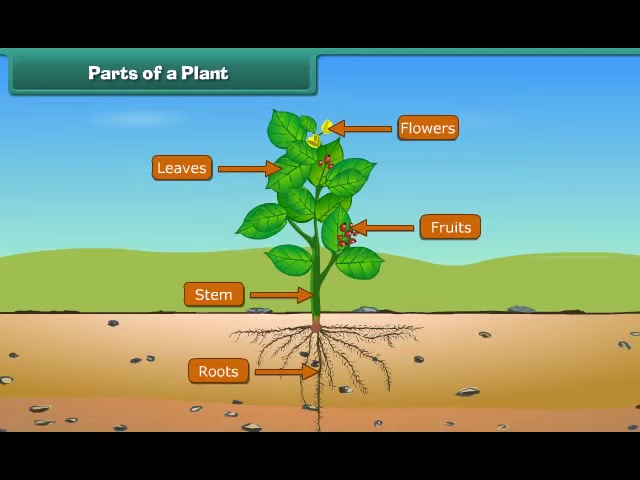 Parts of a Plant
Flowers
Leaves
Fruits
Stem
Roots